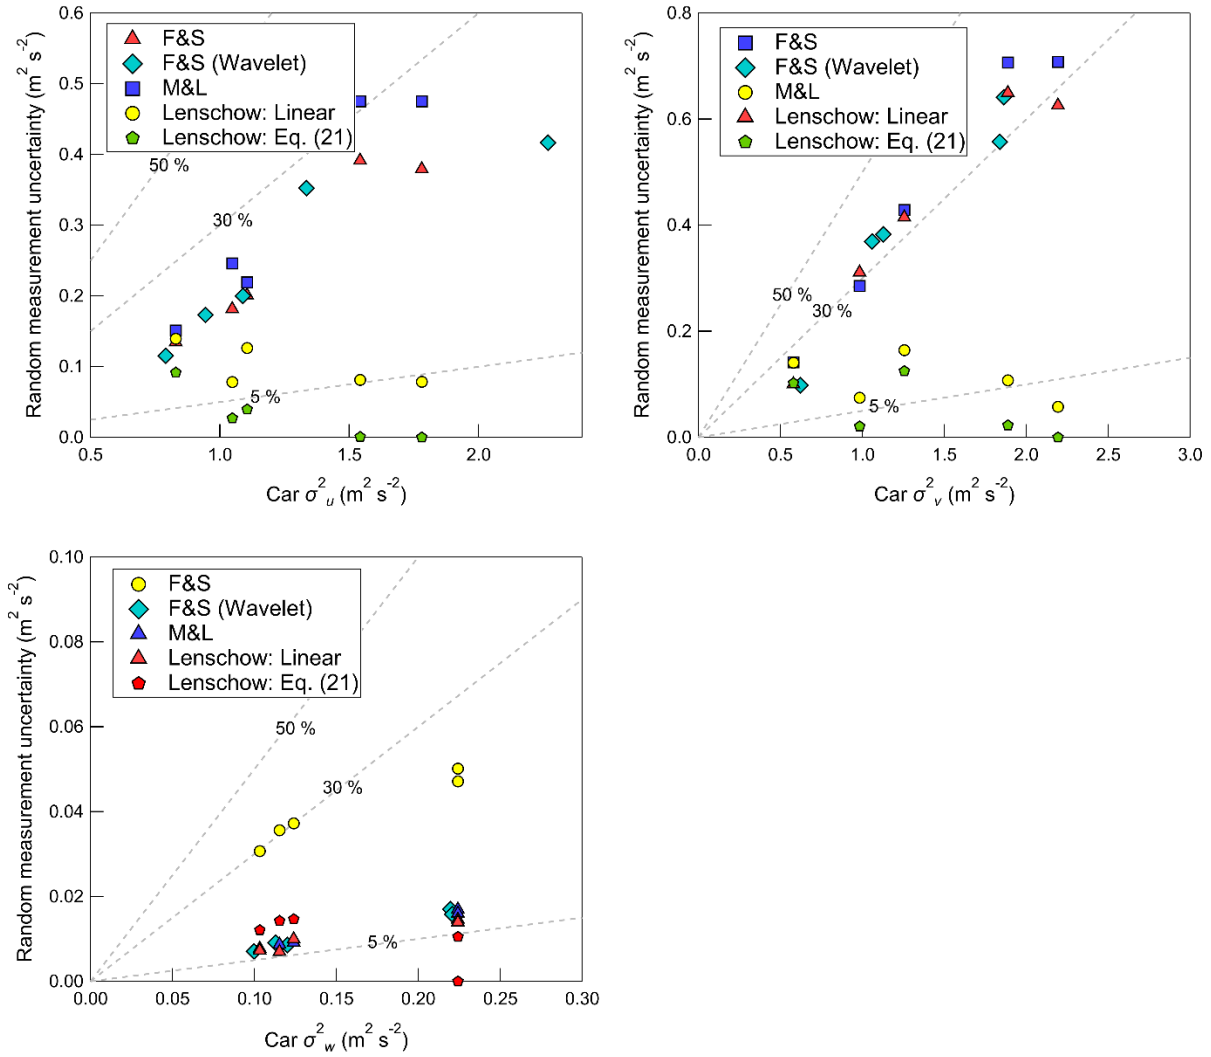 0.6
0.5
0.4
0.3
0.2
0.1
0.0
Random measurement uncertainty (m² s⁻²)
F&S
F&S (Wavelet)
M&L
Lenschow: Linear
Lenschow: Eq. (21)
50 %
30 %
5 %
0.5
1.0
1.5
2.0
Car σ²ᵤ (m² s⁻²)
0.8
0.6
0.4
0.2
0.0
Random measurement uncertainty (m² s⁻²)
F&S
F&S (Wavelet)
M&L
Lenschow: Linear
Lenschow: Eq. (21)
50 %
30 %
5 %
0.0
0.5
1.0
1.5
2.0
2.5
3.0
Car σ²ᵥ (m² s⁻²)
0.10
0.08
0.06
0.04
0.02
0.00
Random measurement uncertainty (m² s⁻²)
F&S
F&S (Wavelet)
M&L
Lenschow: Linear
Lenschow: Eq. (21)
50 %
30 %
5 %
0.00
0.05
0.10
0.15
0.20
0.25
0.30
Car σ²_w (m² s⁻²)